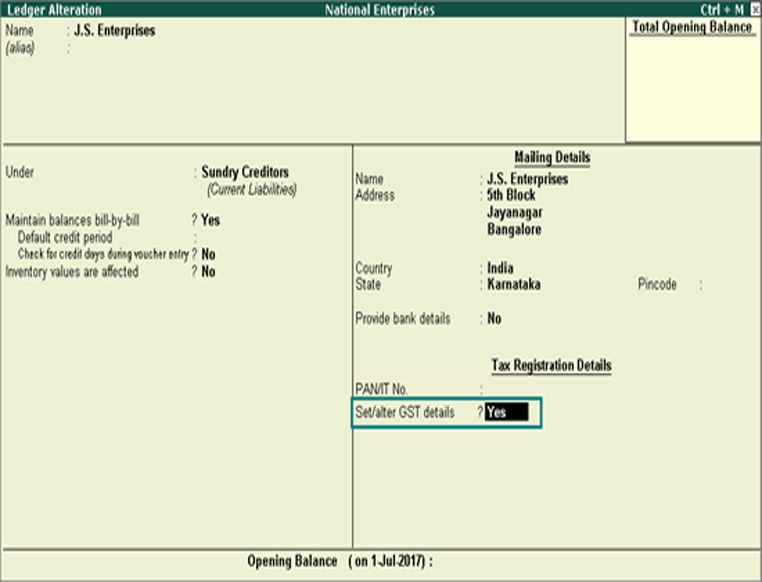 Ledger Alteration National Enterprises Ctrl + M x
Name : J.S. Enterprises
(alias) :
Total Opening Balance
Under : Sundry Creditors
(Current Liabilities)
Maintain balances bill-by-bill ? Yes
Default credit period :
Check for credit days during voucher entry ? No
Inventory values are affected ? No
Mailing Details
Name : J.S. Enterprises
Address : 5th Block
Jayanagar
Bangalore
Country : India
State : Karnataka Pincode :
Provide bank details : No
Tax Registration Details
PAN/IT No. :
Set/alter GST details ? Yes
Opening Balance ( on 1-Jul-2017) :